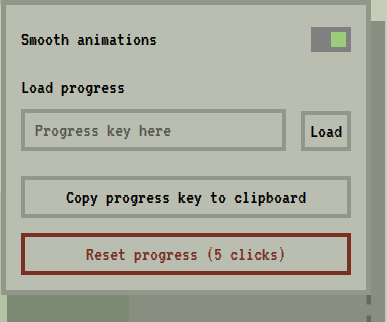 Smooth animations
Load progress
Progress key here
Load
Copy progress key to clipboard
Reset progress (5 clicks)